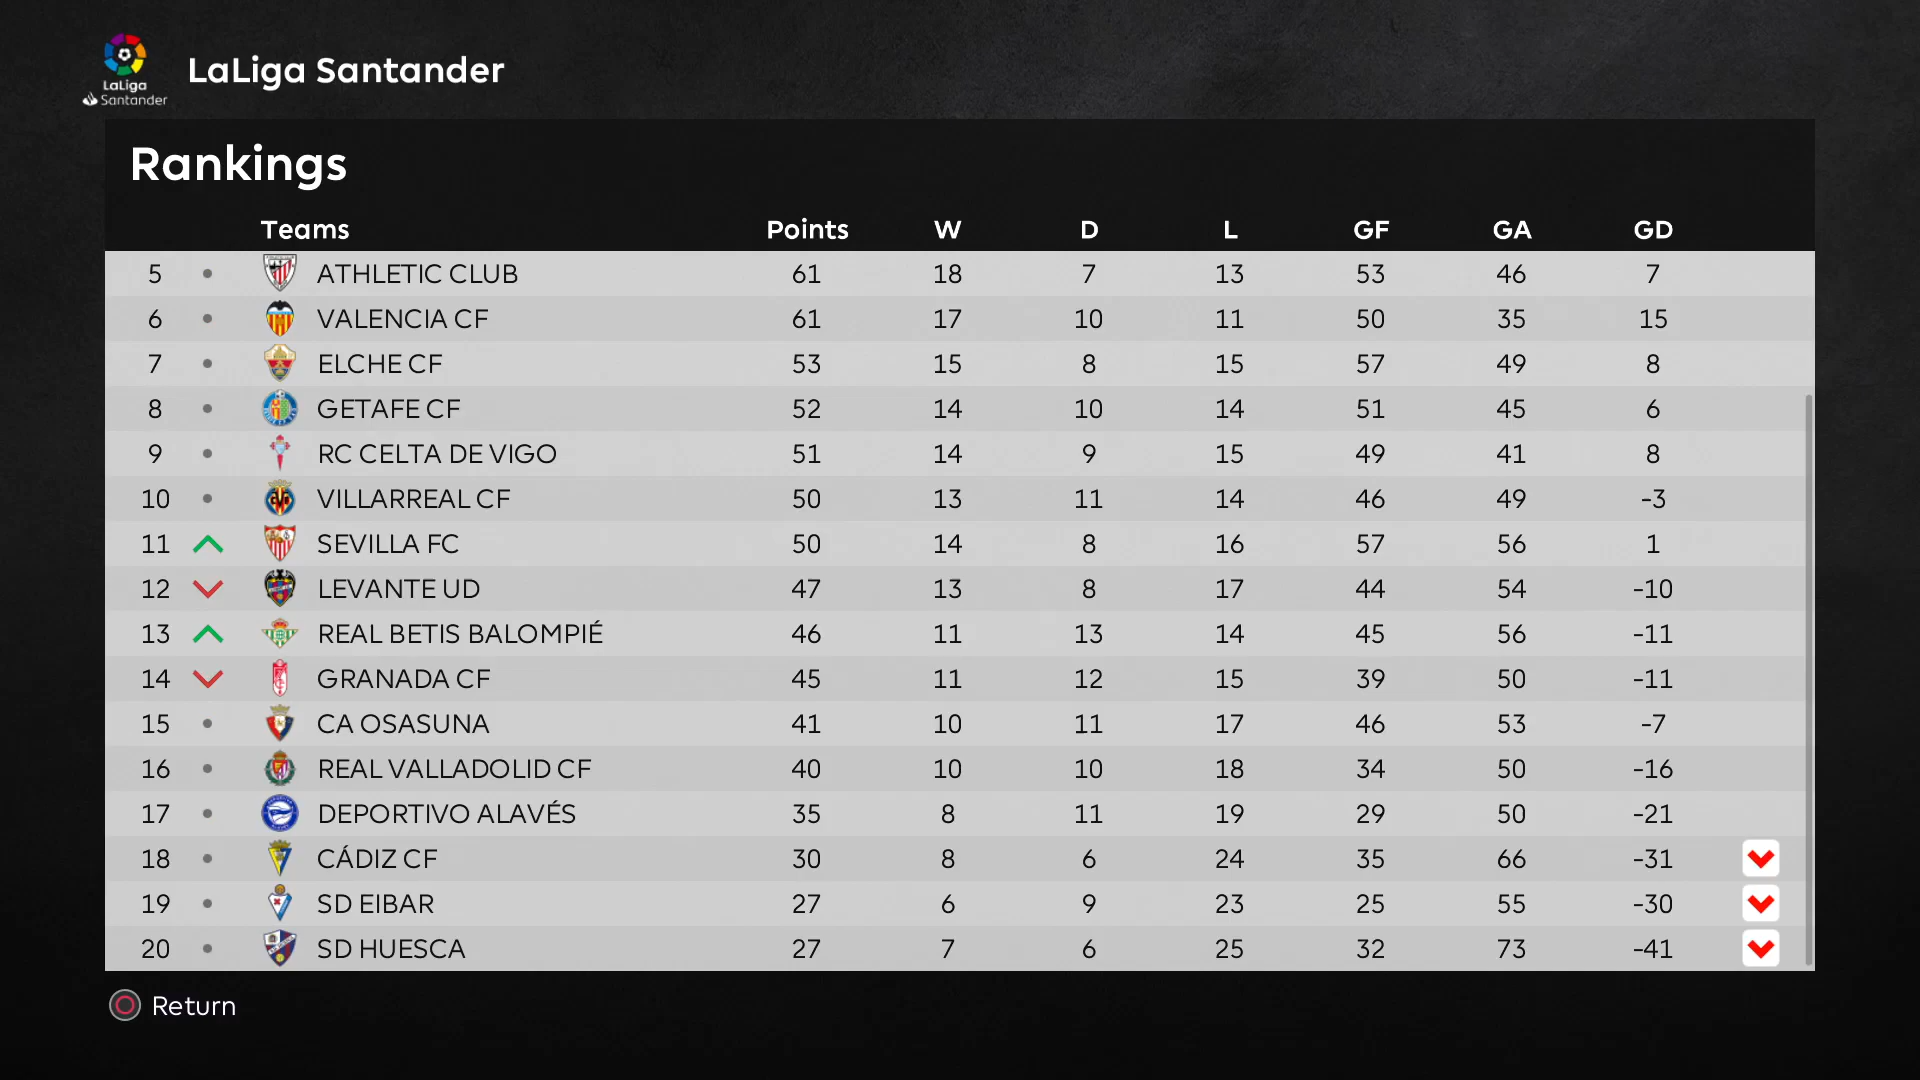 LaLiga
Santander
LaLiga Santander
Rankings
Teams Points W D L GF GA GD
5 ATHLETIC CLUB 61 18 7 13 53 46 7
6 VALENCIA CF 61 17 10 11 50 35 15
7 ELCHE CF 53 15 8 15 57 49 8
8 GETAFE CF 52 14 10 14 51 45 6
9 RC CELTA DE VIGO 51 14 9 15 49 41 8
10 VILLARREAL CF 50 13 11 14 46 49 -3
11 SEVILLA FC 50 14 8 16 57 56 1
12 LEVANTE UD 47 13 8 17 44 54 -10
13 REAL BETIS BALOMPIÉ 46 11 13 14 45 56 -11
14 GRANADA CF 45 11 12 15 39 50 -11
15 CA OSASUNA 41 10 11 17 46 53 -7
16 REAL VALLADOLID CF 40 10 10 18 34 50 -16
17 DEPORTIVO ALAVÉS 35 8 11 19 29 50 -21
18 CÁDIZ CF 30 8 6 24 35 66 -31
19 SD EIBAR 27 6 9 23 25 55 -30
20 SD HUESCA 27 7 6 25 32 73 -41
Return